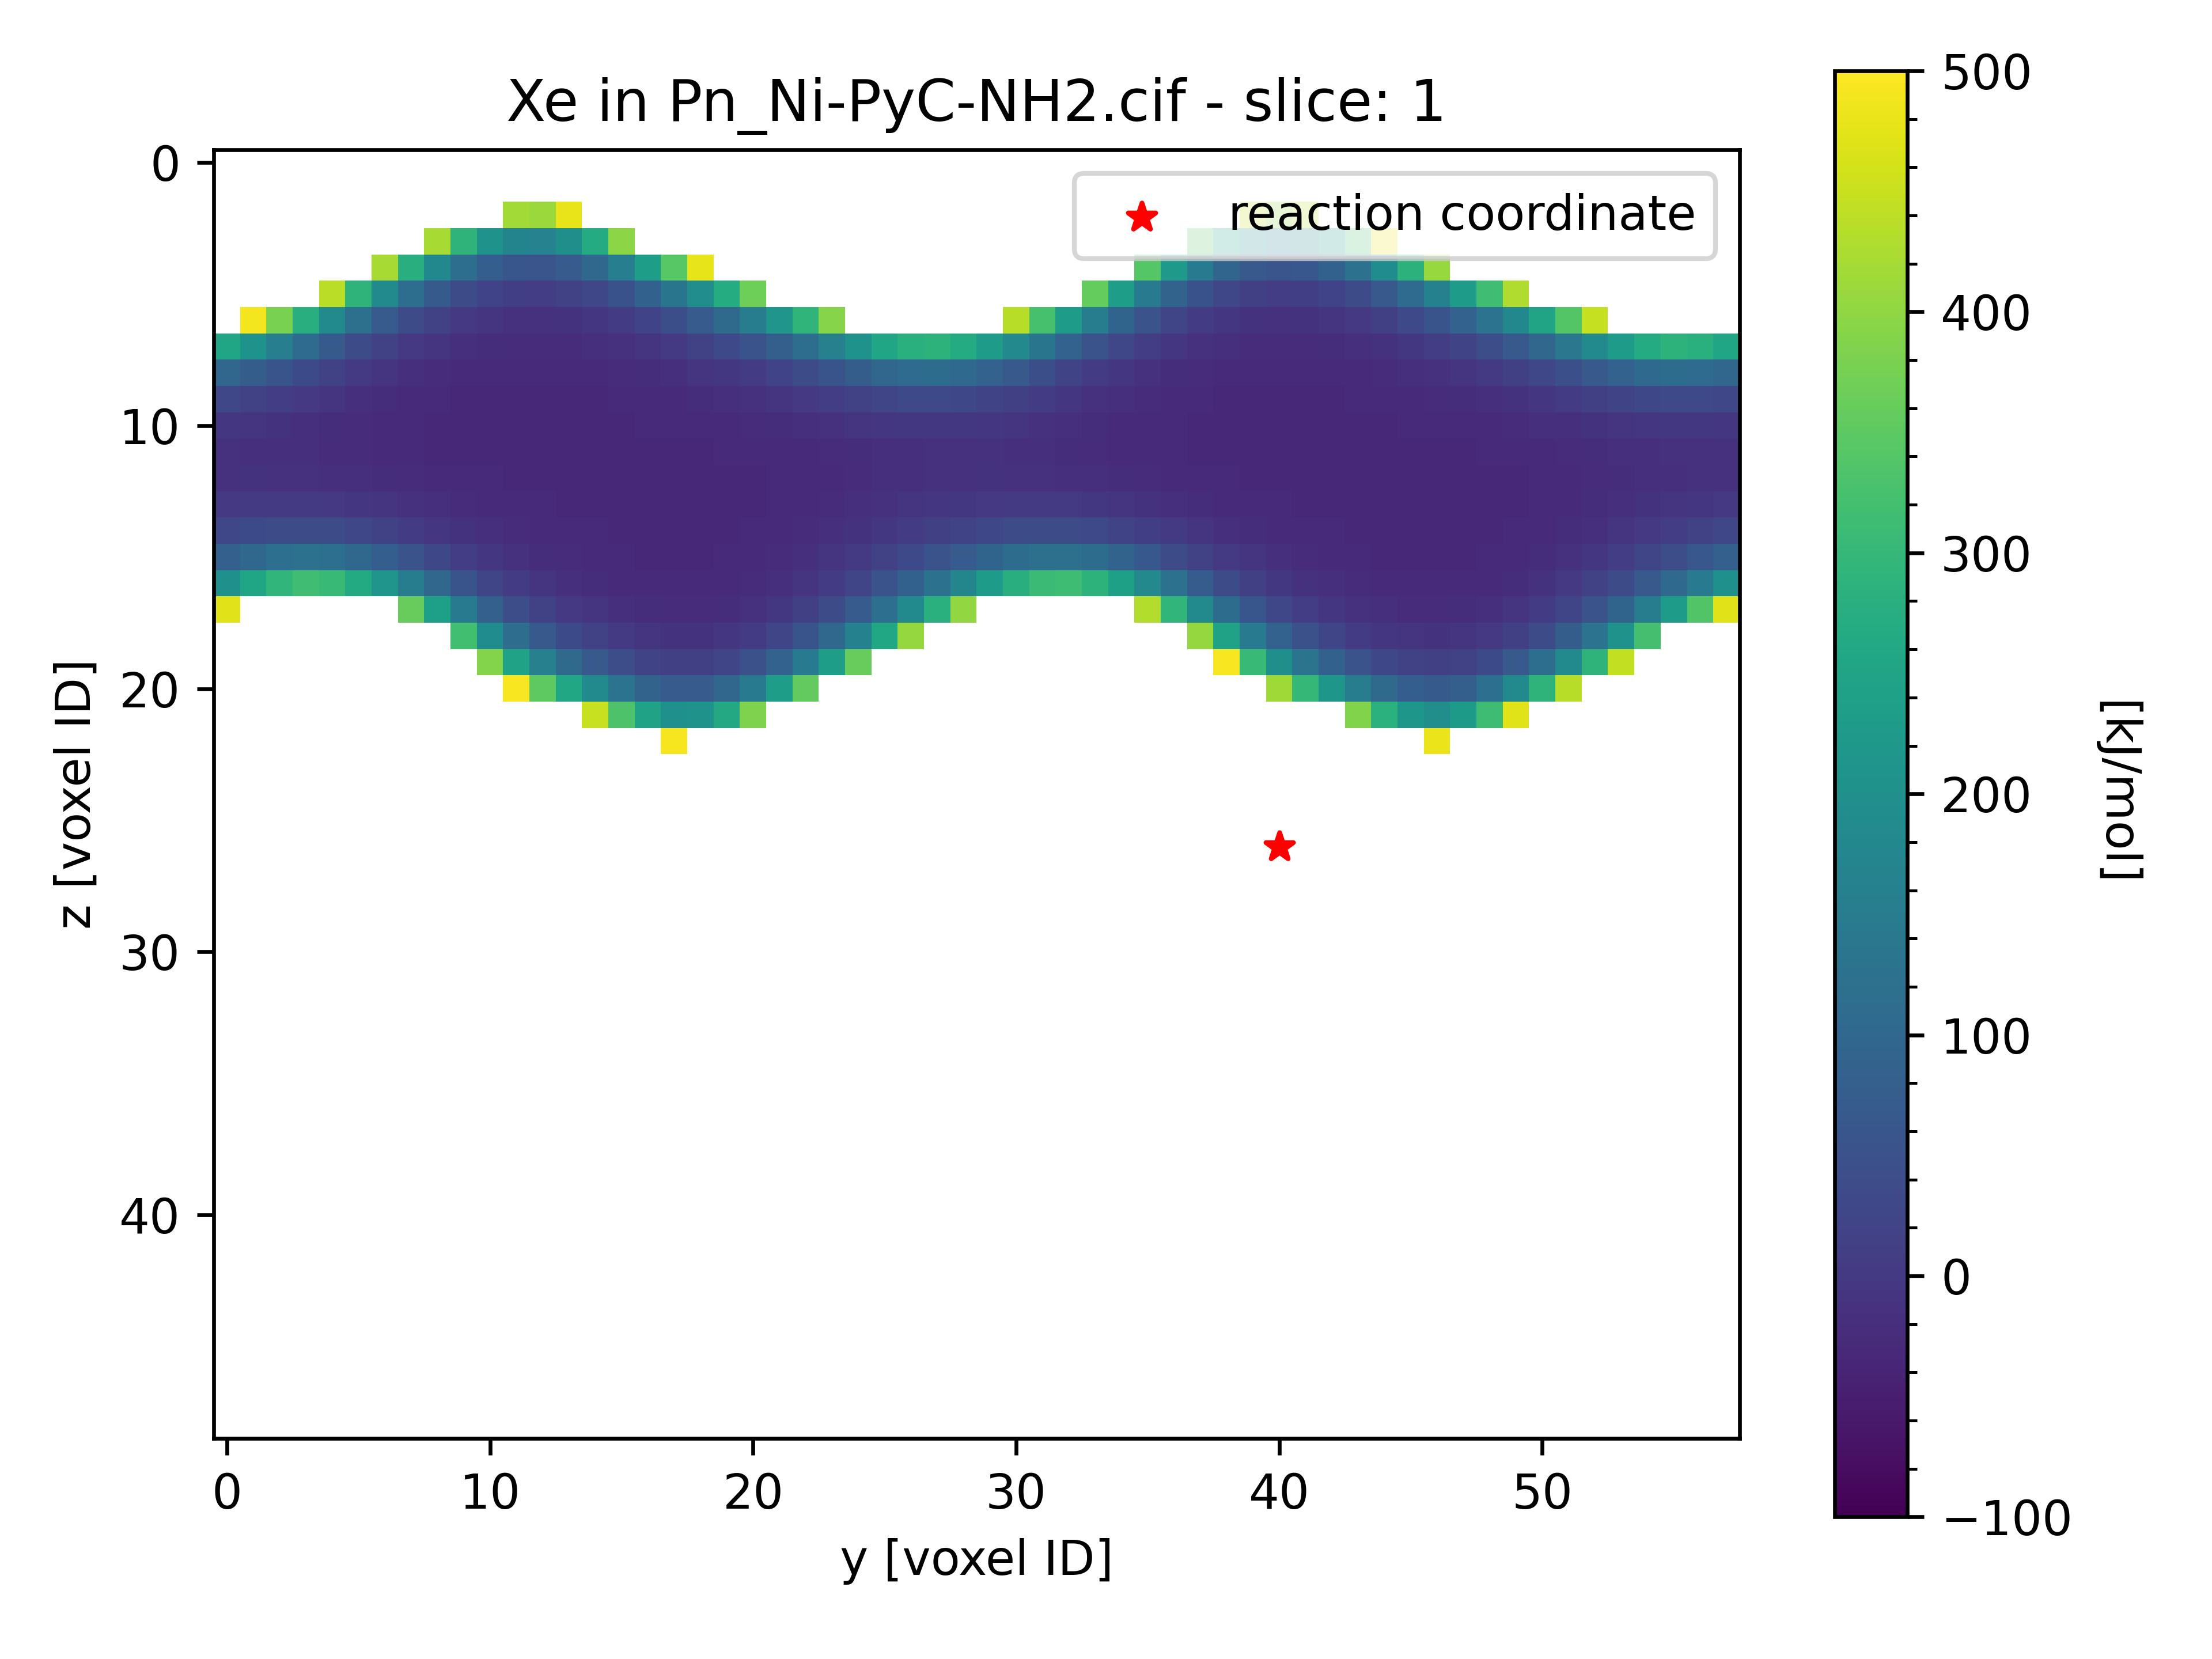 Xe in Pn_Ni-PyC-NH2.cif - slice: 1
reaction coordinate
0
10
20
30
40
z [voxel ID]
0 10 20 30 40 50
y [voxel ID]
500
400
300
200
100
0
−100
[kJ/mol]